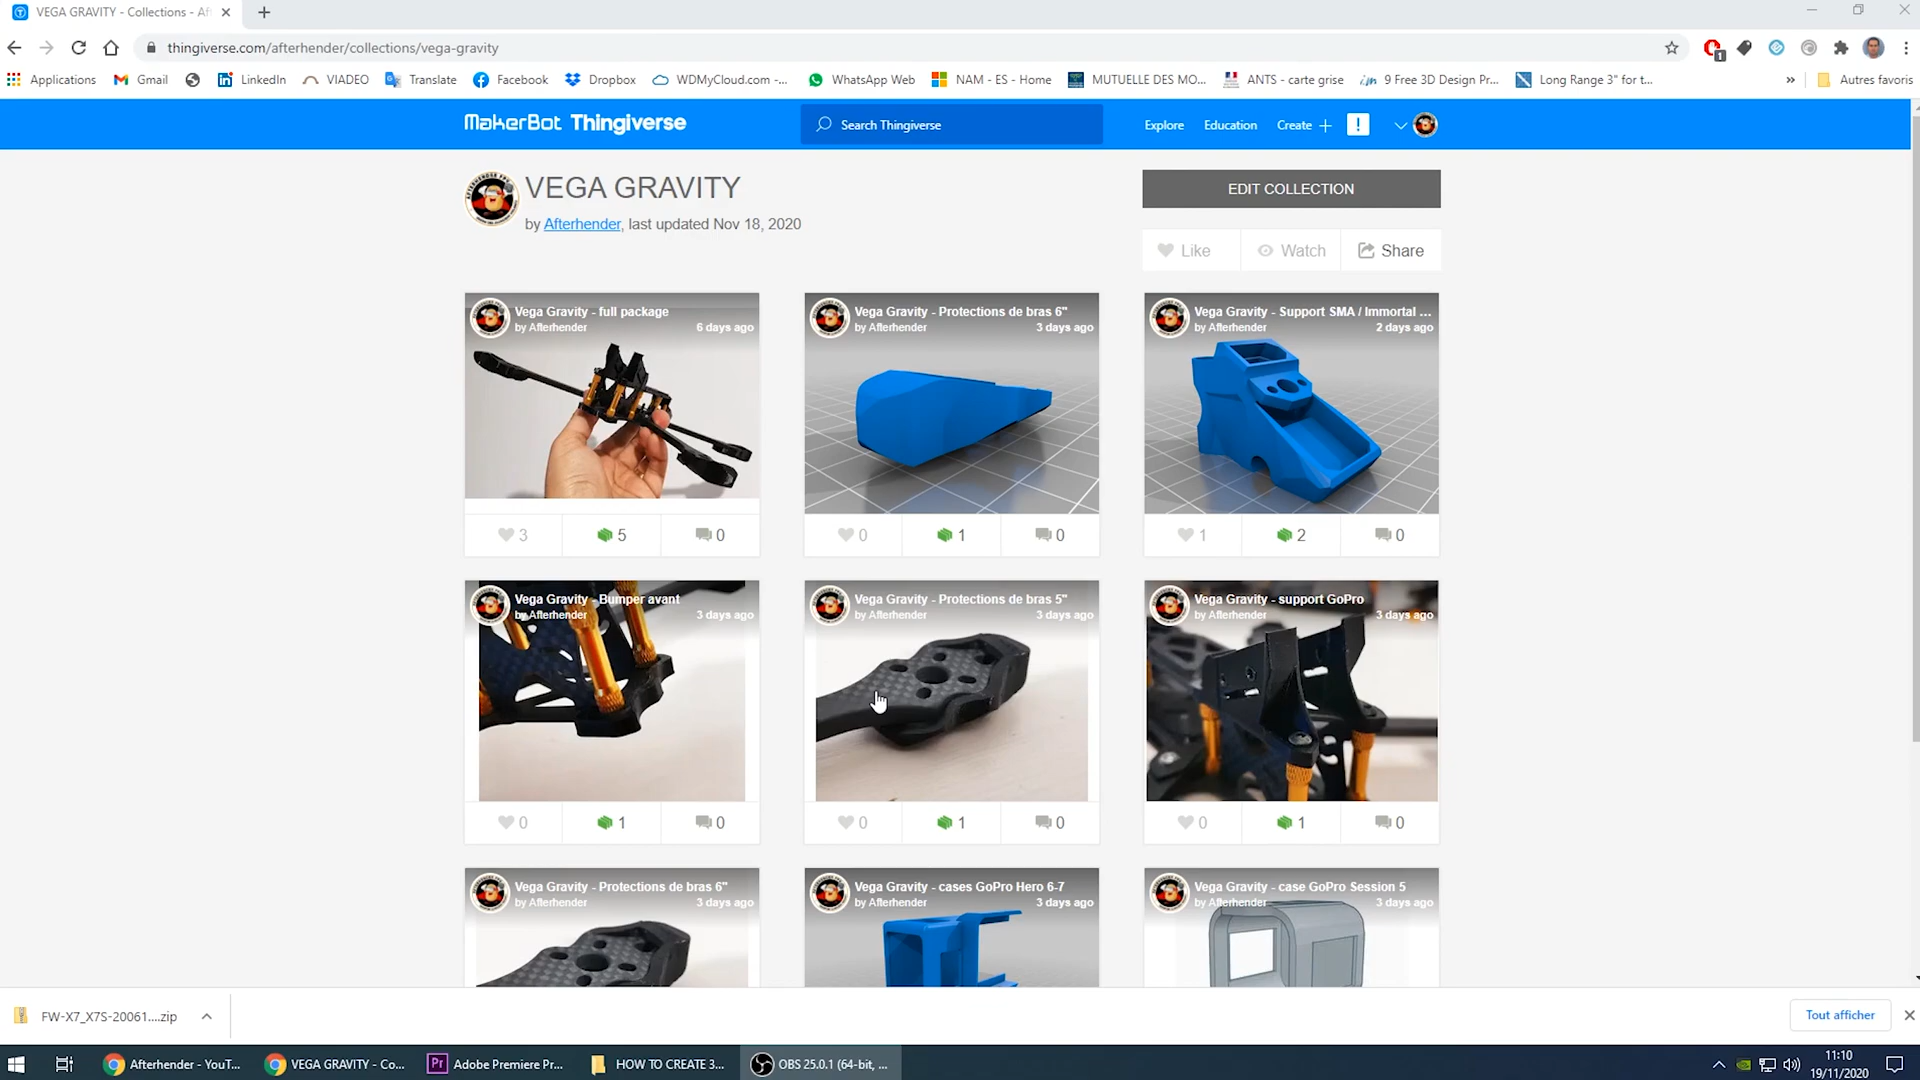 VEGA GRAVITY - Collections - Af
thingiverse.com/afterhender/collections/vega-gravity
1
Applications Gmail LinkedIn VIADEO Translate Facebook Dropbox WDMyCloud.com -... WhatsApp Web NAM - ES - Home MUTUELLE DES MO... ANTS - carte grise 9 Free 3D Design Pr... Long Range 3" for t... » Autres favoris
MakerBot Thingiverse
Search Thingiverse
Explore Education Create + !
VEGA GRAVITY
by Afterhender, last updated Nov 18, 2020
EDIT COLLECTION
Like Watch Share
Vega Gravity - full package
by Afterhender 6 days ago
3 5 0
Vega Gravity - Protections de bras 6"
by Afterhender 3 days ago
0 1 0
Vega Gravity - Support SMA / Immortal ...
by Afterhender 2 days ago
1 2 0
Vega Gravity - Bumper avant
by Afterhender 3 days ago
0 1 0
Vega Gravity - Protections de bras 5"
by Afterhender 3 days ago
0 1 0
Vega Gravity - support GoPro
by Afterhender 3 days ago
0 1 0
Vega Gravity - Protections de bras 6"
by Afterhender 3 days ago
Vega Gravity - cases GoPro Hero 6-7
by Afterhender 3 days ago
Vega Gravity - case GoPro Session 5
by Afterhender 3 days ago
FW-X7_X7S-20061....zip
Tout afficher
Afterhender - YouT...
VEGA GRAVITY - Co...
Pr Adobe Premiere Pr...
HOW TO CREATE 3...
OBS 25.0.1 (64-bit, ...
11:10
19/11/2020